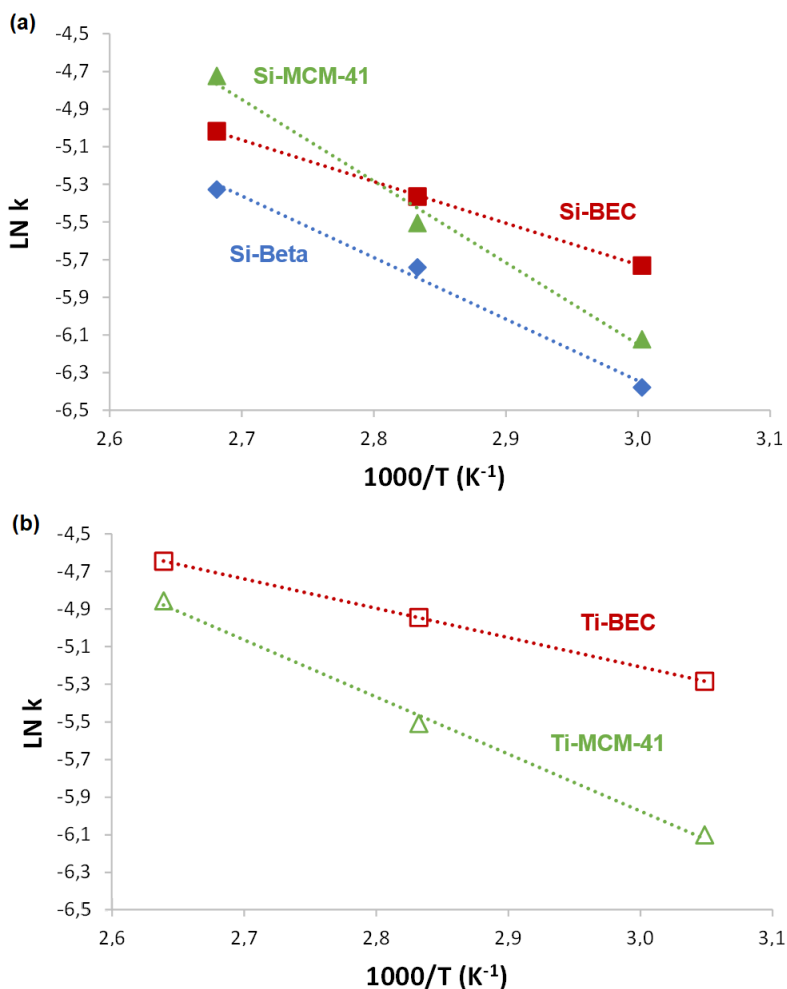 (a)
-4,5
-4,7
-4,9
-5,1
-5,3
-5,5
-5,7
-5,9
-6,1
-6,3
-6,5
LN k
Si-MCM-41
Si-BEC
Si-Beta
2,6 2,7 2,8 2,9 3,0 3,1
1000/T (K⁻¹)
(b)
-4,5
-4,7
-4,9
-5,1
-5,3
-5,5
-5,7
-5,9
-6,1
-6,3
-6,5
LN k
Ti-BEC
Ti-MCM-41
2,6 2,7 2,8 2,9 3,0 3,1
1000/T (K⁻¹)